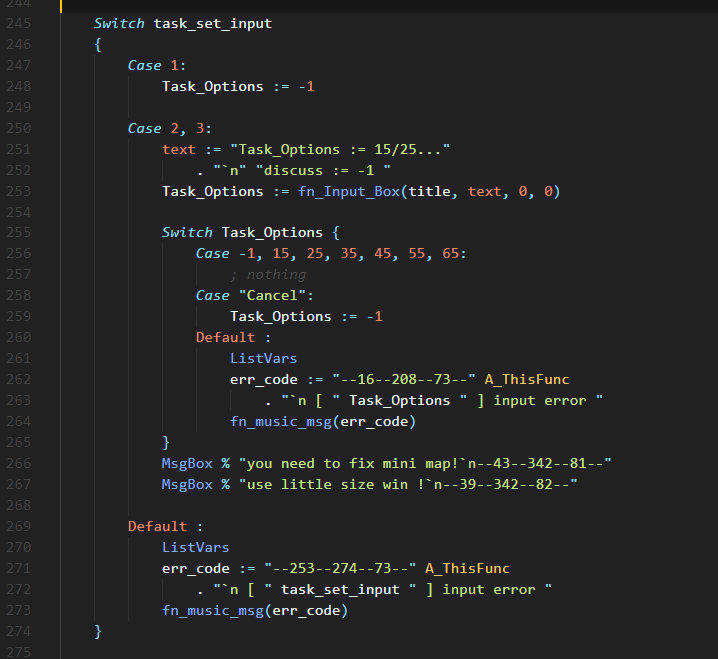 244
245 Switch task_set_input
246 {
247 Case 1:
248 Task_Options := -1
249
250 Case 2, 3:
251 text := "Task_Options := 15/25..."
252 . "`n" "discuss := -1 "
253 Task_Options := fn_Input_Box(title, text, 0, 0)
254
255 Switch Task_Options {
256 Case -1, 15, 25, 35, 45, 55, 65:
257 ; nothing
258 Case "Cancel":
259 Task_Options := -1
260 Default :
261 ListVars
262 err_code := "--16--208--73--" A_ThisFunc
263 . "`n [ " Task_Options " ] input error "
264 fn_music_msg(err_code)
265 }
266 MsgBox % "you need to fix mini map!`n--43--342--81--"
267 MsgBox % "use little size win !`n--39--342--82--"
268
269 Default :
270 ListVars
271 err_code := "--253--274--73--" A_ThisFunc
272 . "`n [ " task_set_input " ] input error "
273 fn_music_msg(err_code)
274 }
275